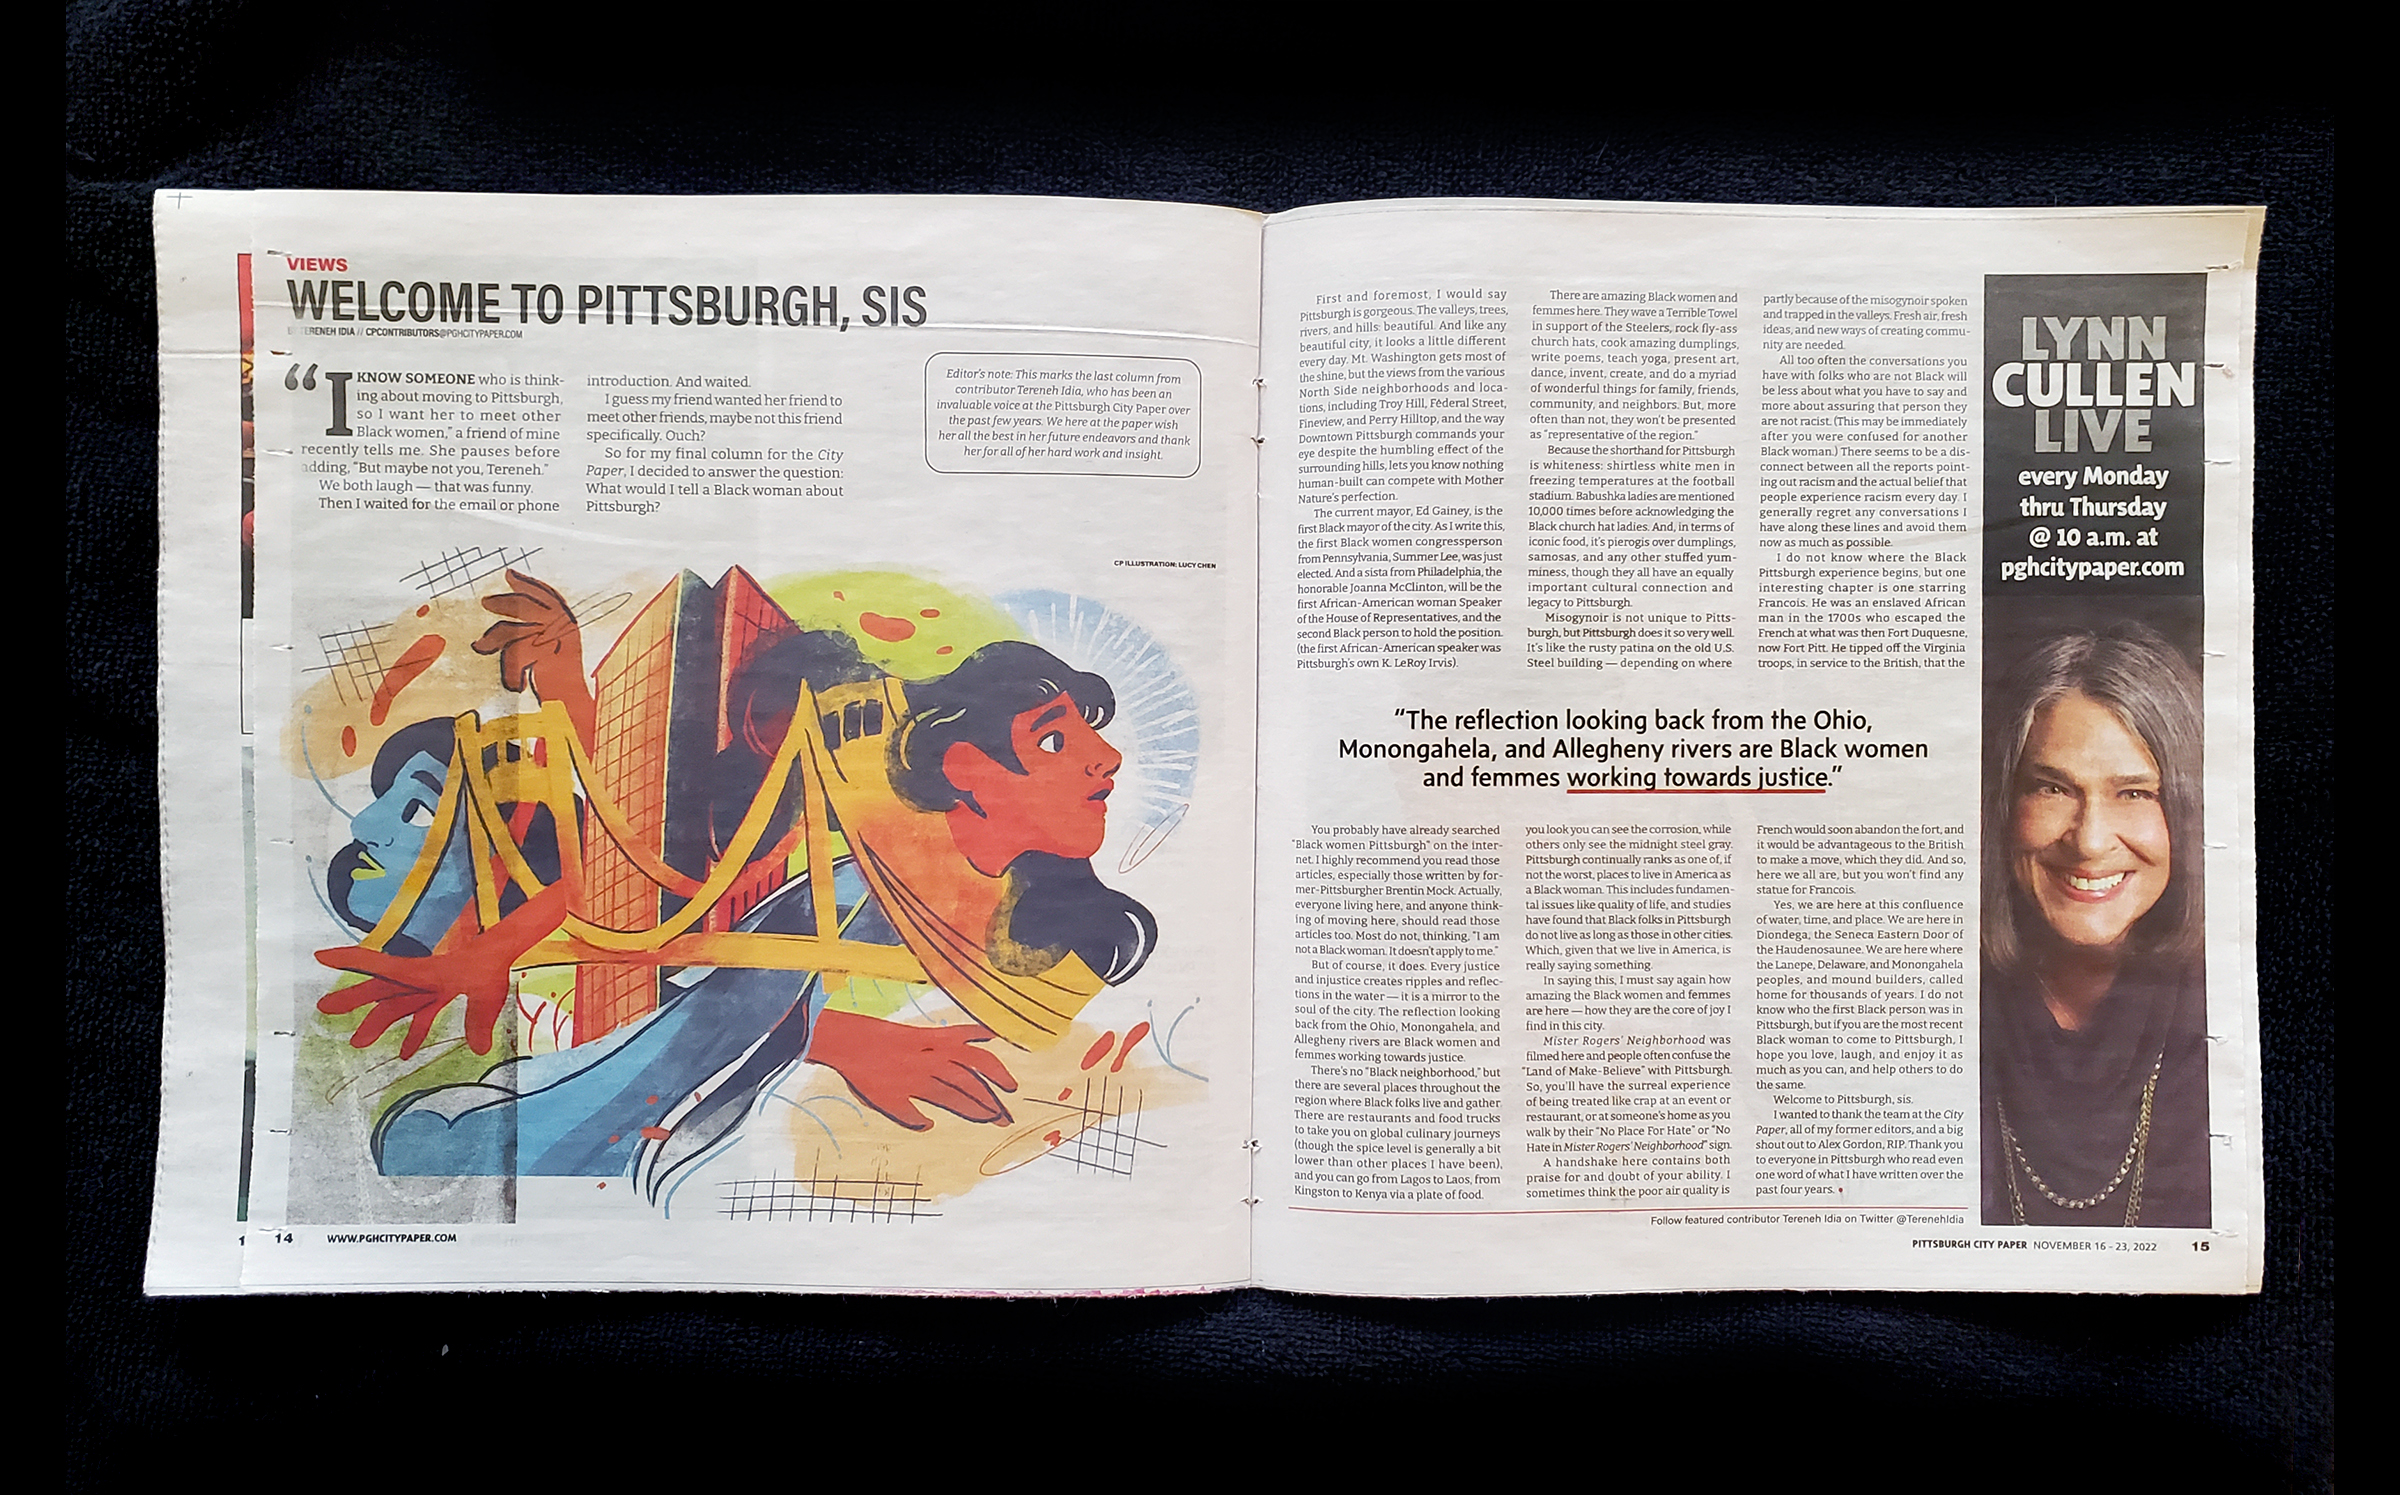 VIEWS
WELCOME TO PITTSBURGH, SIS
BY TERENEH IDIA // CPCONTRIBUTORS@PGHCITYPAPER.COM
“I KNOW SOMEONE who is think-
ing about moving to Pittsburgh,
so I want her to meet other
Black women,” a friend of mine
recently tells me. She pauses before
adding, “But maybe not you, Tereneh.”
We both laugh — that was funny.
Then I waited for the email or phone
introduction. And waited.
I guess my friend wanted her friend to
meet other friends, maybe not this friend
specifically. Ouch?
So for my final column for the City
Paper, I decided to answer the question:
What would I tell a Black woman about
Pittsburgh?
Editor’s note: This marks the last column from
contributor Tereneh Idia, who has been an
invaluable voice at the Pittsburgh City Paper over
the past few years. We here at the paper wish
her all the best in her future endeavors and thank
her for all of her hard work and insight.
CP ILLUSTRATION: LUCY CHEN
1
14
WWW.PGHCITYPAPER.COM
First and foremost, I would say
Pittsburgh is gorgeous. The valleys, trees,
rivers, and hills: beautiful. And like any
beautiful city, it looks a little different
every day. Mt. Washington gets most of
the shine, but the views from the various
North Side neighborhoods and loca-
tions, including Troy Hill, Federal Street,
Fineview, and Perry Hilltop, and the way
Downtown Pittsburgh commands your
eye despite the humbling effect of the
surrounding hills, lets you know nothing
human-built can compete with Mother
Nature’s perfection.
The current mayor, Ed Gainey, is the
first Black mayor of the city. As I write this,
the first Black women congressperson
from Pennsylvania, Summer Lee, was just
elected. And a sista from Philadelphia, the
honorable Joanna McClinton, will be the
first African-American woman Speaker
of the House of Representatives, and the
second Black person to hold the position.
(the first African-American speaker was
Pittsburgh’s own K. LeRoy Irvis).
There are amazing Black women and
femmes here. They wave a Terrible Towel
in support of the Steelers, rock fly-ass
church hats, cook amazing dumplings,
write poems, teach yoga, present art,
dance, invent, create, and do a myriad
of wonderful things for family, friends,
community, and neighbors. But, more
often than not, they won’t be presented
as “representative of the region.”
Because the shorthand for Pittsburgh
is whiteness: shirtless white men in
freezing temperatures at the football
stadium. Babushka ladies are mentioned
10,000 times before acknowledging the
Black church hat ladies. And, in terms of
iconic food, it’s pierogis over dumplings,
samosas, and any other stuffed yum-
miness, though they all have an equally
important cultural connection and
legacy to Pittsburgh.
Misogynoir is not unique to Pitts-
burgh, but Pittsburgh does it so very well.
It’s like the rusty patina on the old U.S.
Steel building — depending on where
partly because of the misogynoir spoken
and trapped in the valleys. Fresh air, fresh
ideas, and new ways of creating commu-
nity are needed.
All too often the conversations you
have with folks who are not Black will
be less about what you have to say and
more about assuring that person they
are not racist. (This may be immediately
after you were confused for another
Black woman.) There seems to be a dis-
connect between all the reports point-
ing out racism and the actual belief that
people experience racism every day. I
generally regret any conversations I
have along these lines and avoid them
now as much as possible.
I do not know where the Black
Pittsburgh experience begins, but one
interesting chapter is one starring
Francois. He was an enslaved African
man in the 1700s who escaped the
French at what was then Fort Duquesne,
now Fort Pitt. He tipped off the Virginia
troops, in service to the British, that the
“The reflection looking back from the Ohio,
Monongahela, and Allegheny rivers are Black women
and femmes working towards justice.”
You probably have already searched
“Black women Pittsburgh” on the inter-
net. I highly recommend you read those
articles, especially those written by for-
mer-Pittsburgher Brentin Mock. Actually,
everyone living here, and anyone think-
ing of moving here, should read those
articles too. Most do not, thinking, “I am
not a Black woman. It doesn’t apply to me.”
But of course, it does. Every justice
and injustice creates ripples and reflec-
tions in the water — it is a mirror to the
soul of the city. The reflection looking
back from the Ohio, Monongahela, and
Allegheny rivers are Black women and
femmes working towards justice.
There’s no “Black neighborhood,” but
there are several places throughout the
region where Black folks live and gather.
There are restaurants and food trucks
to take you on global culinary journeys
(though the spice level is generally a bit
lower than other places I have been),
and you can go from Lagos to Laos, from
Kingston to Kenya via a plate of food.
you look you can see the corrosion, while
others only see the midnight steel gray.
Pittsburgh continually ranks as one of, if
not the worst, places to live in America as
a Black woman. This includes fundamen-
tal issues like quality of life, and studies
have found that Black folks in Pittsburgh
do not live as long as those in other cities.
Which, given that we live in America, is
really saying something.
In saying this, I must say again how
amazing the Black women and femmes
are here — how they are the core of joy I
find in this city.
Mister Rogers’ Neighborhood was
filmed here and people often confuse the
“Land of Make-Believe” with Pittsburgh.
So, you’ll have the surreal experience
of being treated like crap at an event or
restaurant, or at someone’s home as you
walk by their “No Place For Hate” or “No
Hate in Mister Rogers’ Neighborhood” sign.
A handshake here contains both
praise for and doubt of your ability. I
sometimes think the poor air quality is
French would soon abandon the fort, and
it would be advantageous to the British
to make a move, which they did. And so,
here we all are, but you won’t find any
statue for Francois.
Yes, we are here at this confluence
of water, time, and place. We are here in
Diondega, the Seneca Eastern Door of
the Haudenosaunee. We are here where
the Lanepe, Delaware, and Monongahela
peoples, and mound builders, called
home for thousands of years. I do not
know who the first Black person was in
Pittsburgh, but if you are the most recent
Black woman to come to Pittsburgh, I
hope you love, laugh, and enjoy it as
much as you can, and help others to do
the same.
Welcome to Pittsburgh, sis.
I wanted to thank the team at the City
Paper, all of my former editors, and a big
shout out to Alex Gordon, RIP. Thank you
to everyone in Pittsburgh who read even
one word of what I have written over the
past four years.
Follow featured contributor Tereneh Idia on Twitter @TerenehIdia
LYNN
CULLEN
LIVE
every Monday
thru Thursday
@ 10 a.m. at
pghcitypaper.com
PITTSBURGH CITY PAPER NOVEMBER 16 - 23, 2022 15